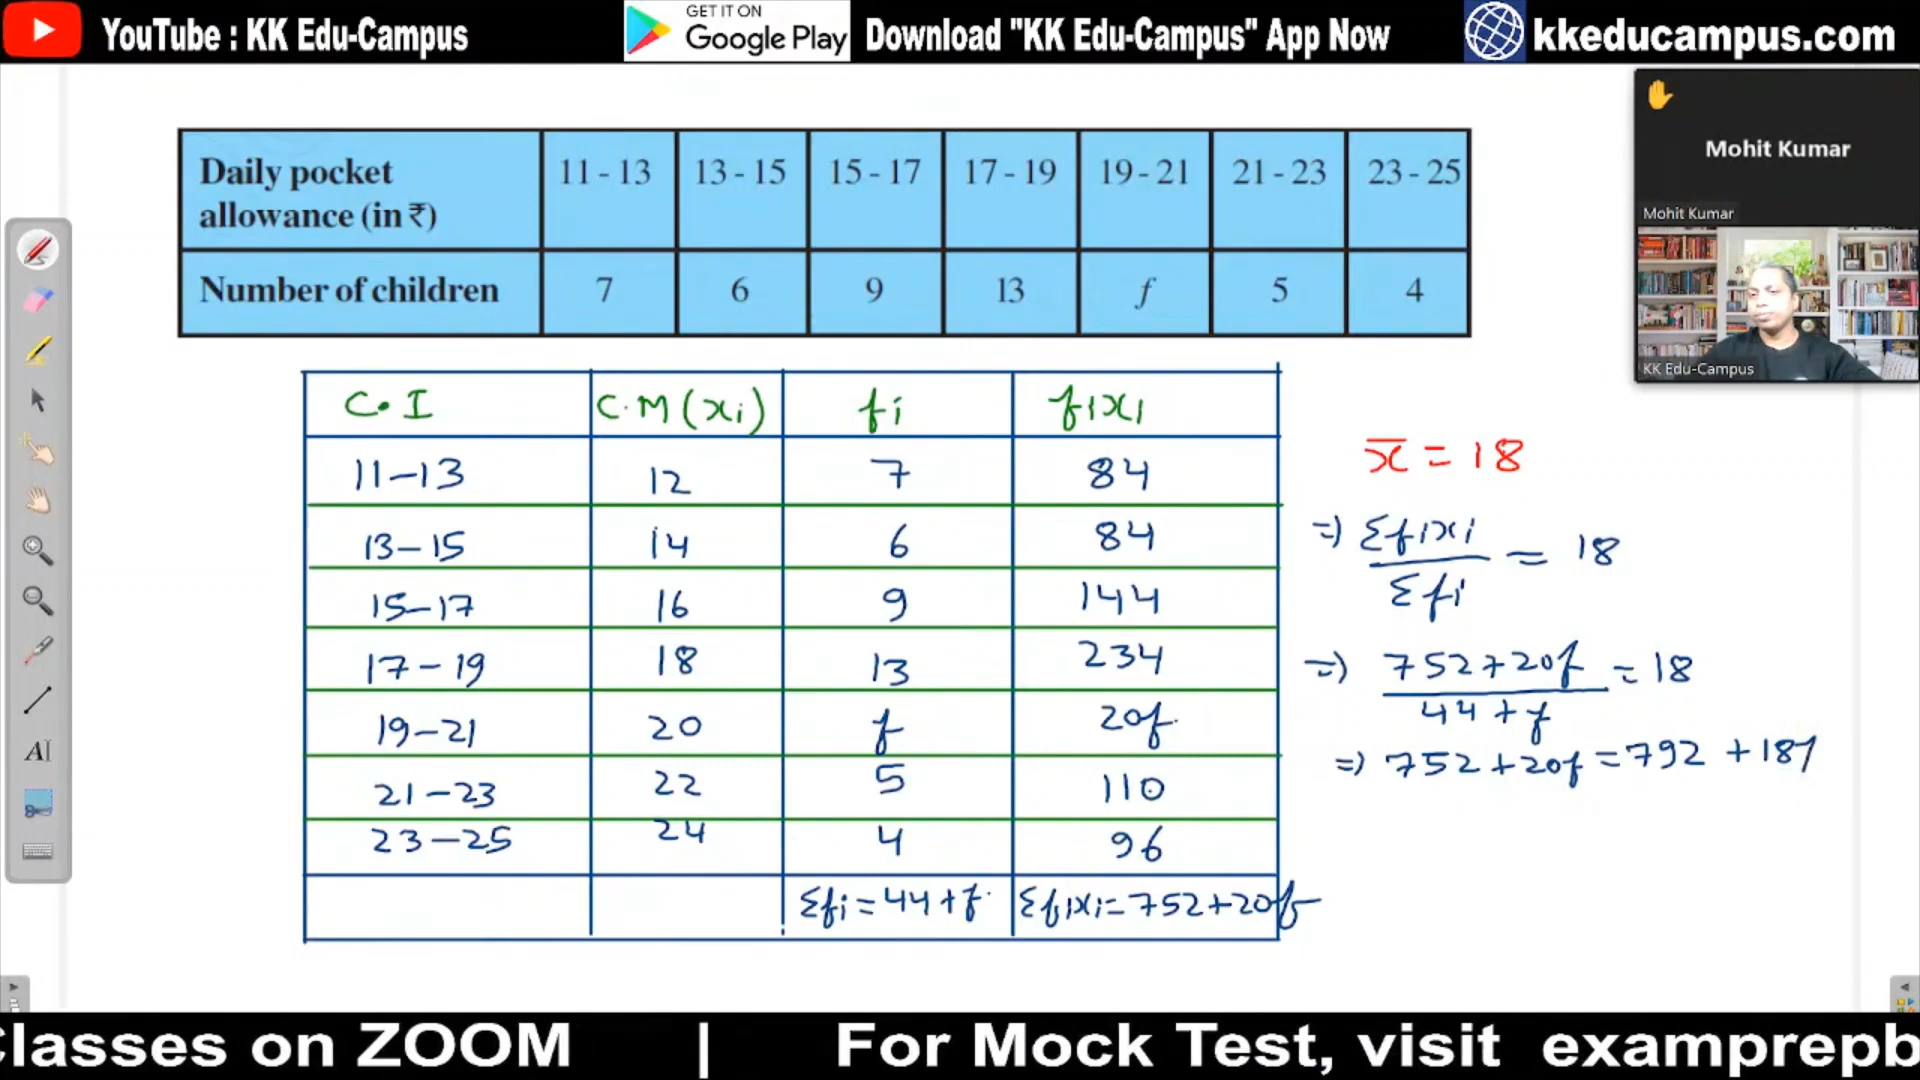 YouTube : KK Edu-Campus
GET IT ON
Google Play
Download "KK Edu-Campus" App Now
kkeducampus.com
Mohit Kumar
Mohit Kumar
KK Edu-Campus
Daily pocket allowance (in ₹) 11 - 13 13 - 15 15 - 17 17 - 19 19 - 21 21 - 23 23 - 25
Number of children 7 6 9 13 f 5 4
C.I C.M (xi) fi fixi
11-13 12 7 84
13-15 14 6 84
15-17 16 9 144
17-19 18 13 234
19-21 20 f 20f
21-23 22 5 110
23-25 24 4 96
Σfi = 44+f Σfixi = 752+20f
x̄ = 18
=) Σfixi / Σfi = 18
=) 752+20f / 44+f = 18
=) 752+20f = 792 + 18f
AI
Classes on ZOOM | For Mock Test, visit examprepb